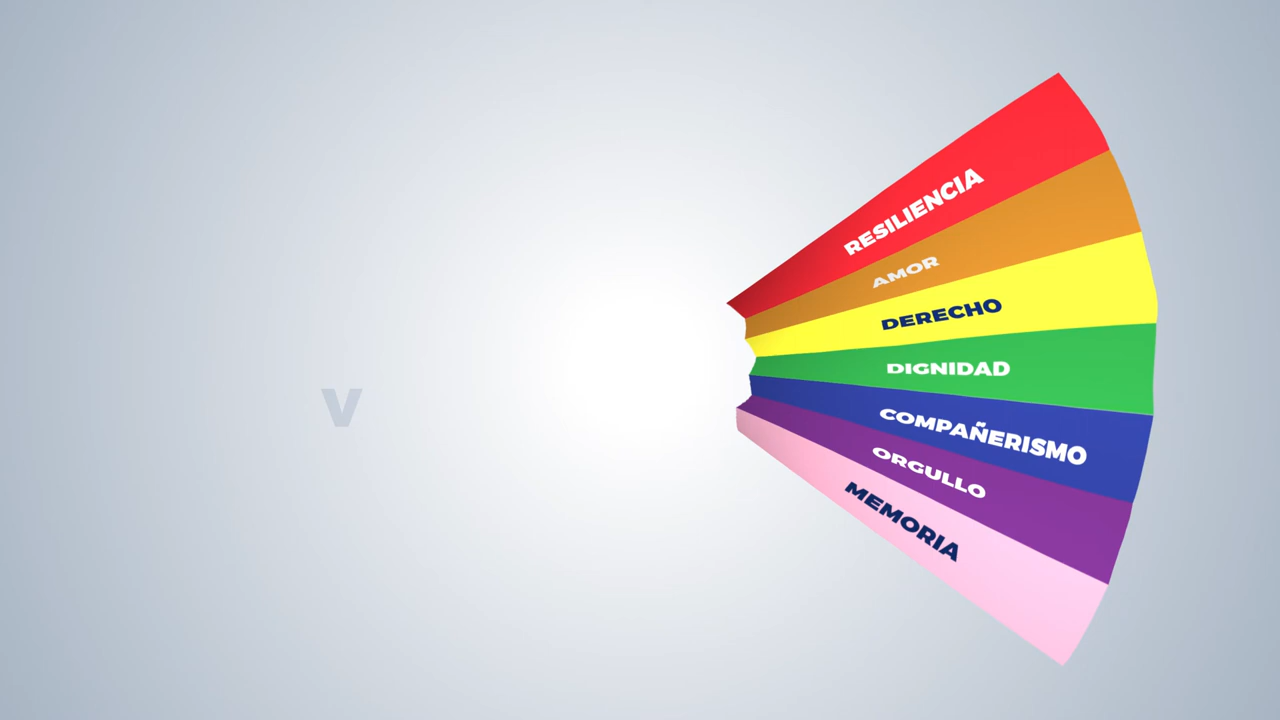 RESILIENCIA
AMOR
DERECHO
DIGNIDAD
V
COMPAÑERISMO
ORGULLO
MEMORIA